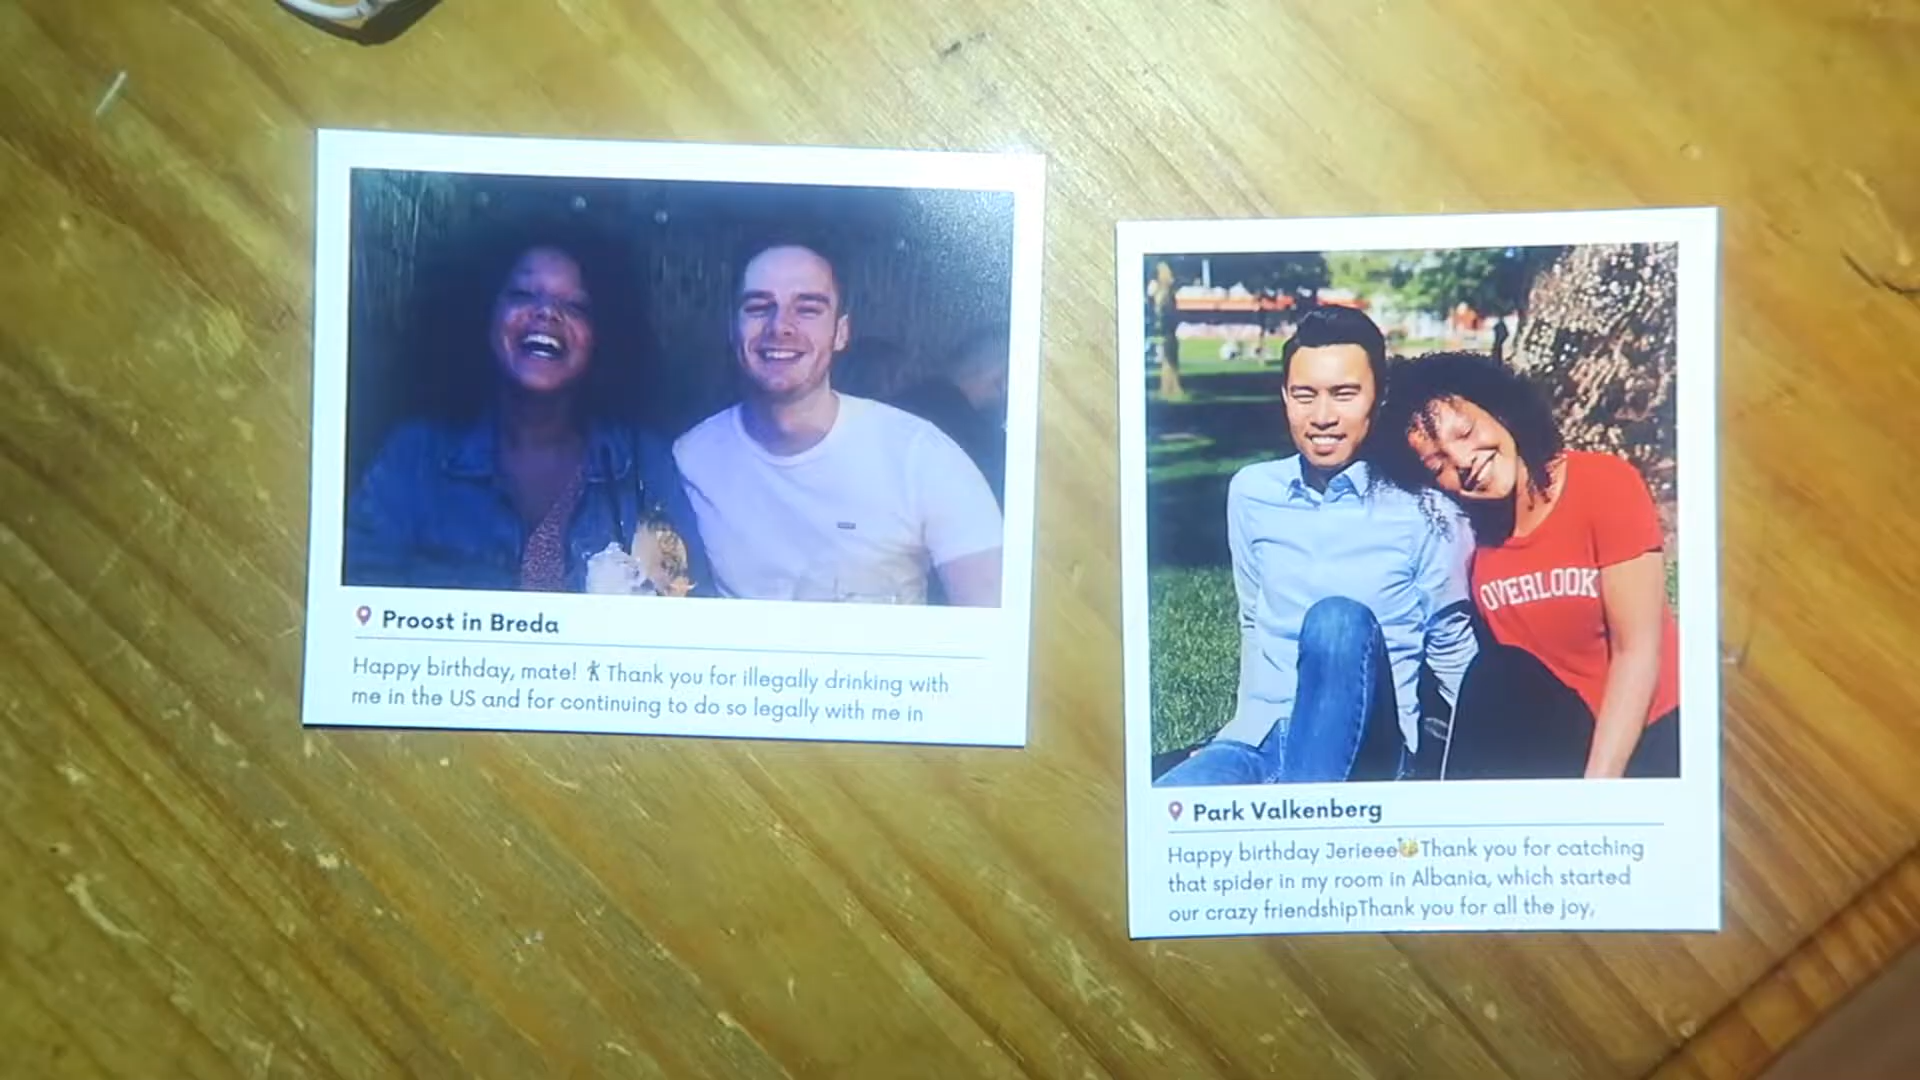 Proost in Breda
Happy birthday, mate! Thank you for illegally drinking with
me in the US and for continuing to do so legally with me in
OVERLOOK
Park Valkenberg
Happy birthday Jerieee Thank you for catching
that spider in my room in Albania, which started
our crazy friendshipThank you for all the joy,